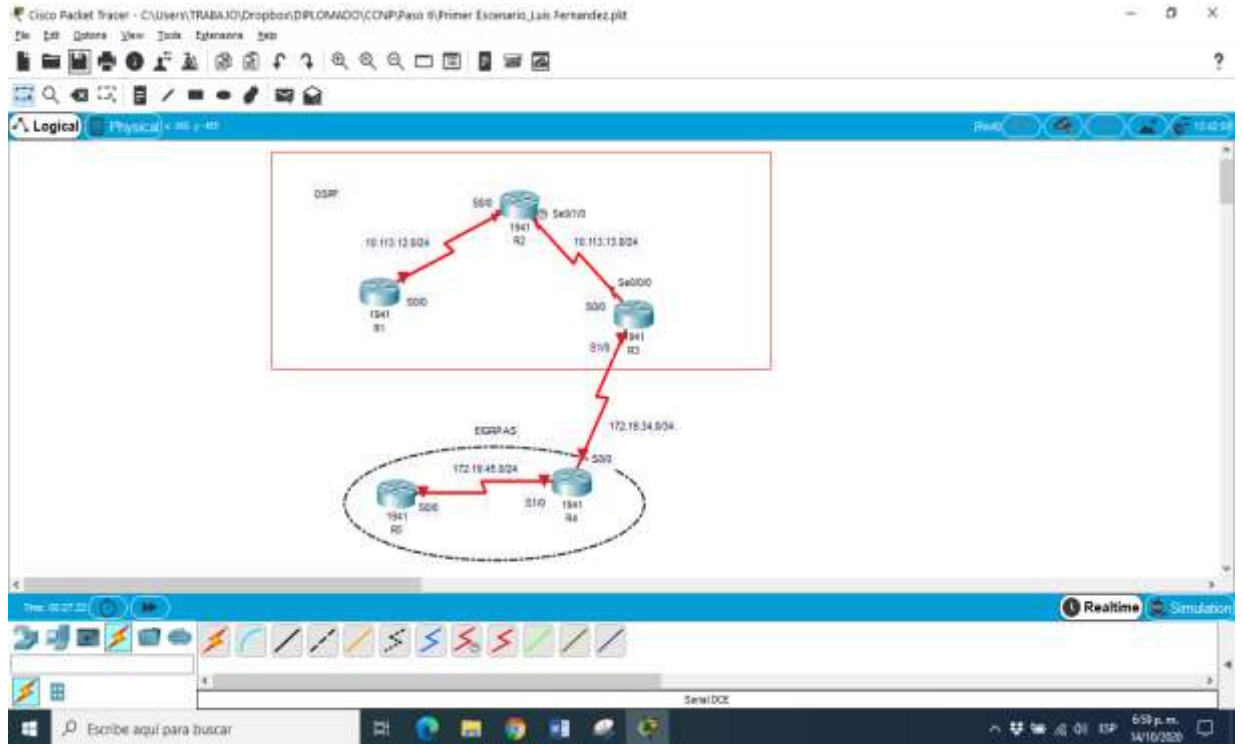 Cisco Packet Tracer - C:\Users\TRABAJO\Dropbox\DIPLOMADO\CCNP\Paso 6\Primer Escenario_Luis Fernandez.pkt
File Edit Options View Tools Extensions Help
?
Logical
Physical
OSPF
S0/0
Se0/1/0
1941
R2
10.113.12.0/24
10.113.13.0/24
Se0/0/0
S0/0
1941
R1
S0/0
1941
R3
S1/0
172.19.34.0/24
EIGRP AS
S0/0
172.19.45.0/24
S0/0
1941
R5
S1/0
1941
R4
Realtime
Simulation
Serial DCE
Escribe aquí para buscar
ESP
6:59 p. m.
14/10/2020